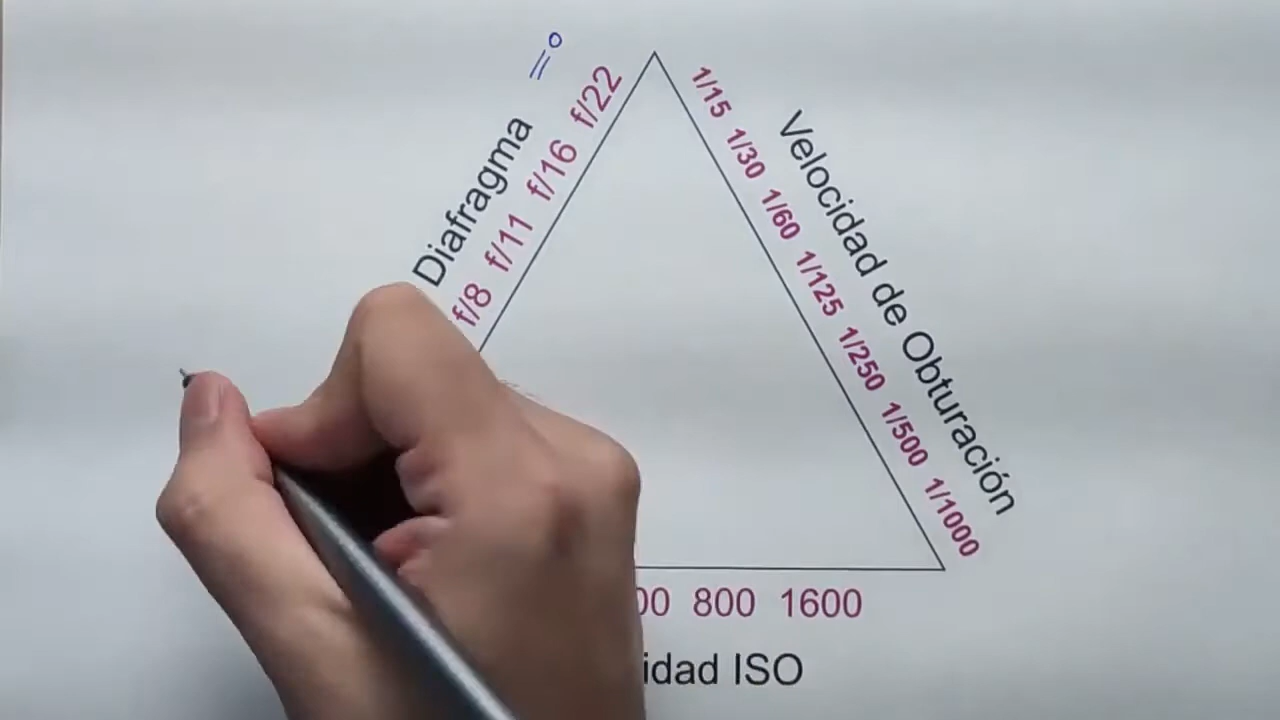 Diafragma =°
f/8 f/11 f/16 f/22
1/15 1/30 1/60 1/125 1/250 1/500 1/1000
Velocidad de Obturación
800 1600
ISO